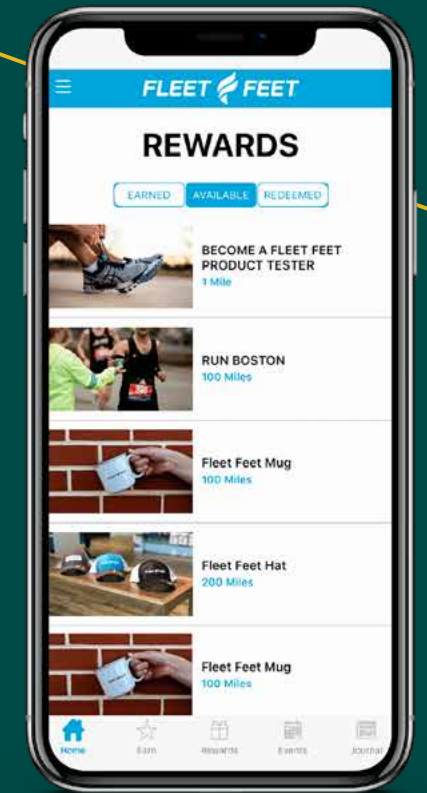 FLEET FEET
REWARDS
EARNED AVAILABLE REDEEMED
BECOME A FLEET FEET
PRODUCT TESTER
1 Mile
RUN BOSTON
100 Miles
Fleet Feet Mug
100 Miles
Fleet Feet Hat
200 Miles
Fleet Feet Mug
100 Miles
Home Earn Rewards Events Journal